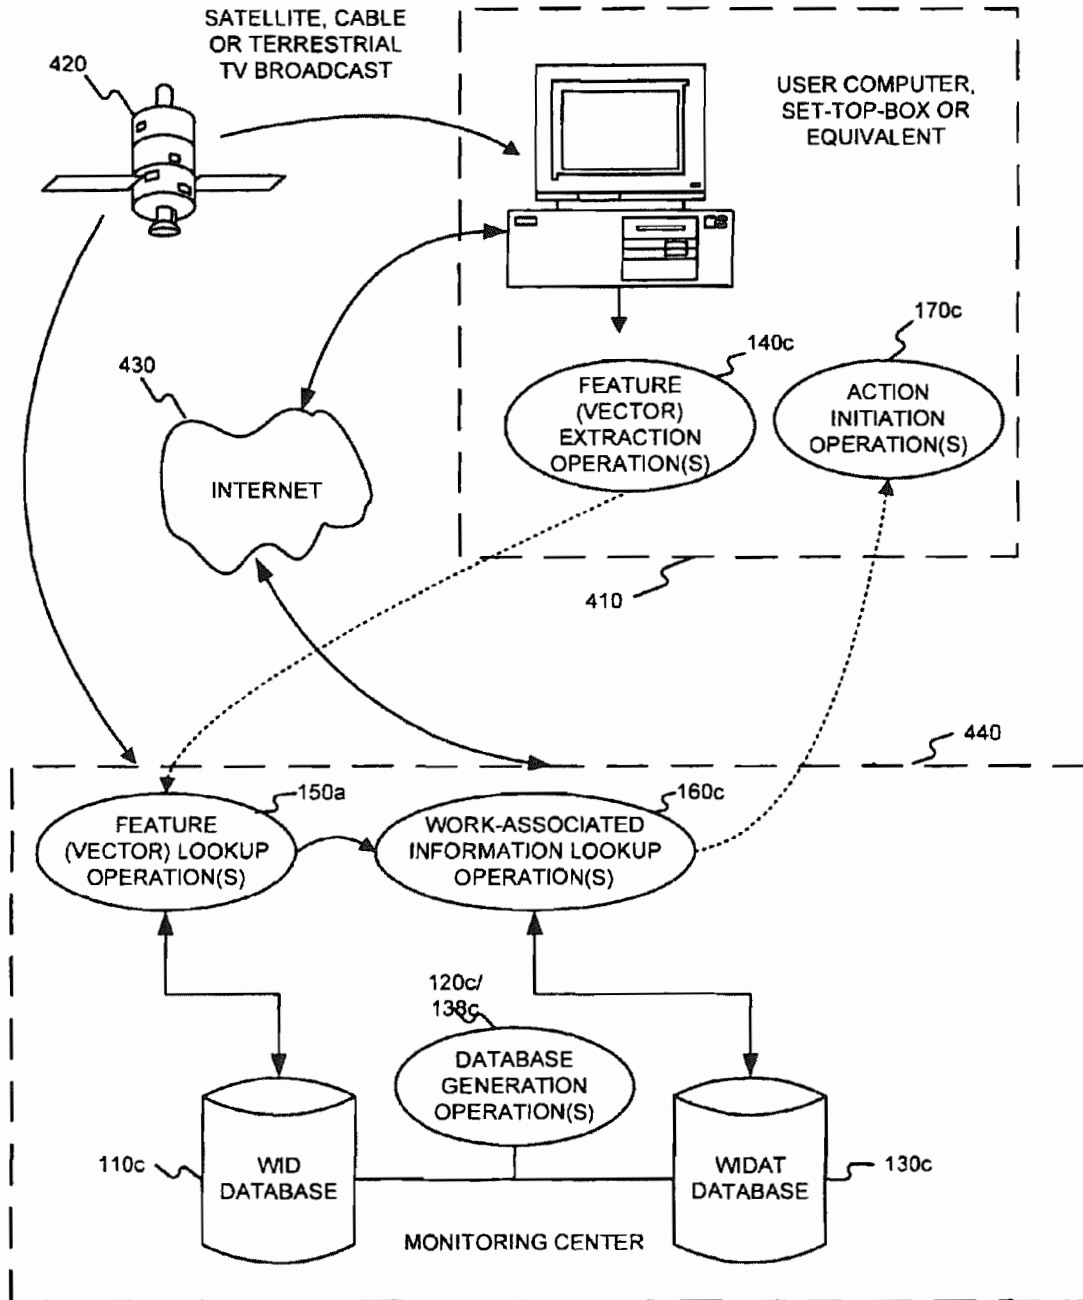 SATELLITE, CABLE
OR TERRESTRIAL
TV BROADCAST
420
USER COMPUTER,
SET-TOP-BOX OR
EQUIVALENT
170c
140c
430
FEATURE
(VECTOR)
EXTRACTION
OPERATION(S)
ACTION
INITIATION
OPERATION(S)
INTERNET
410
440
150a
160c
FEATURE
(VECTOR) LOOKUP
OPERATION(S)
WORK-ASSOCIATED
INFORMATION LOOKUP
OPERATION(S)
120c/
138c
DATABASE
GENERATION
OPERATION(S)
110c
WID
DATABASE
WIDAT
DATABASE
130c
MONITORING CENTER